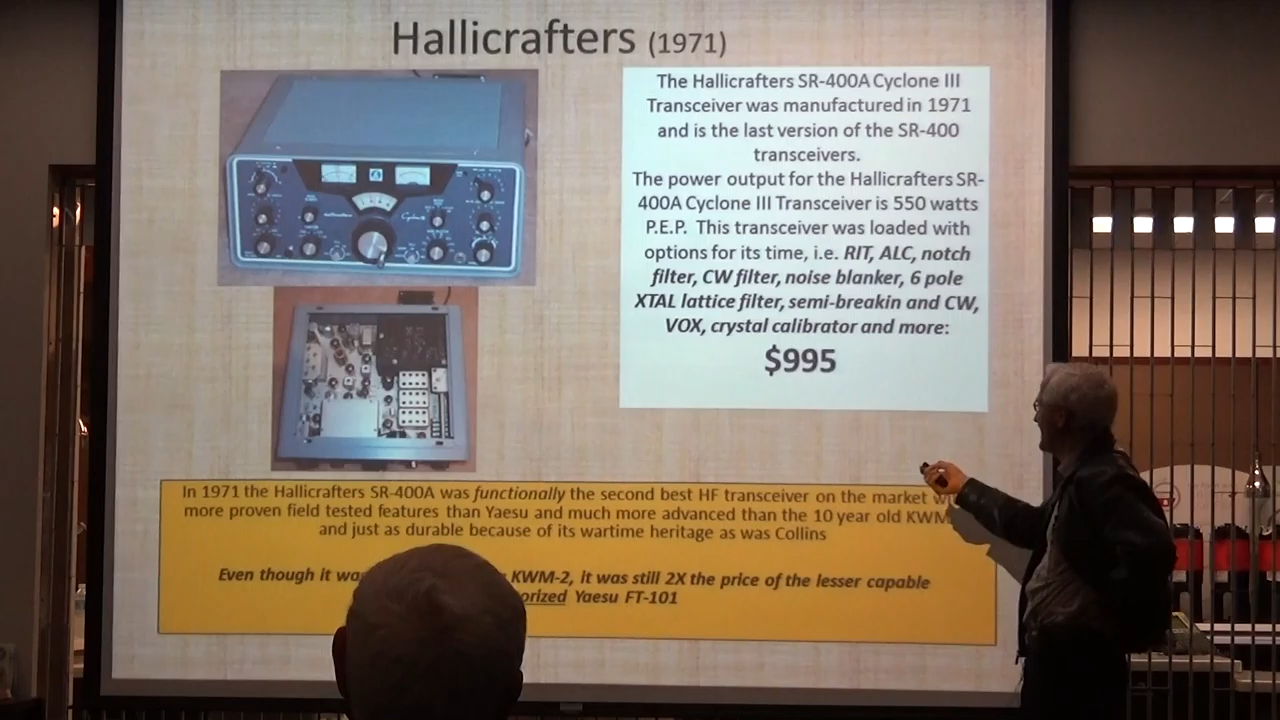 Hallicrafters (1971)
The Hallicrafters SR-400A Cyclone III
Transceiver was manufactured in 1971
and is the last version of the SR-400
transceivers.
The power output for the Hallicrafters SR-
400A Cyclone III Transceiver is 550 watts
P.E.P. This transceiver was loaded with
options for its time, i.e. RIT, ALC, notch
filter, CW filter, noise blanker, 6 pole
XTAL lattice filter, semi-breakin and CW,
VOX, crystal calibrator and more:
$995
In 1971 the Hallicrafters SR-400A was functionally the second best HF transceiver on the market
more proven field tested features than Yaesu and much more advanced than the 10 year old KWM
and just as durable because of its wartime heritage as was Collins
Even though it KWM-2, it was still 2X the price of the lesser capable
Yaesu FT-101